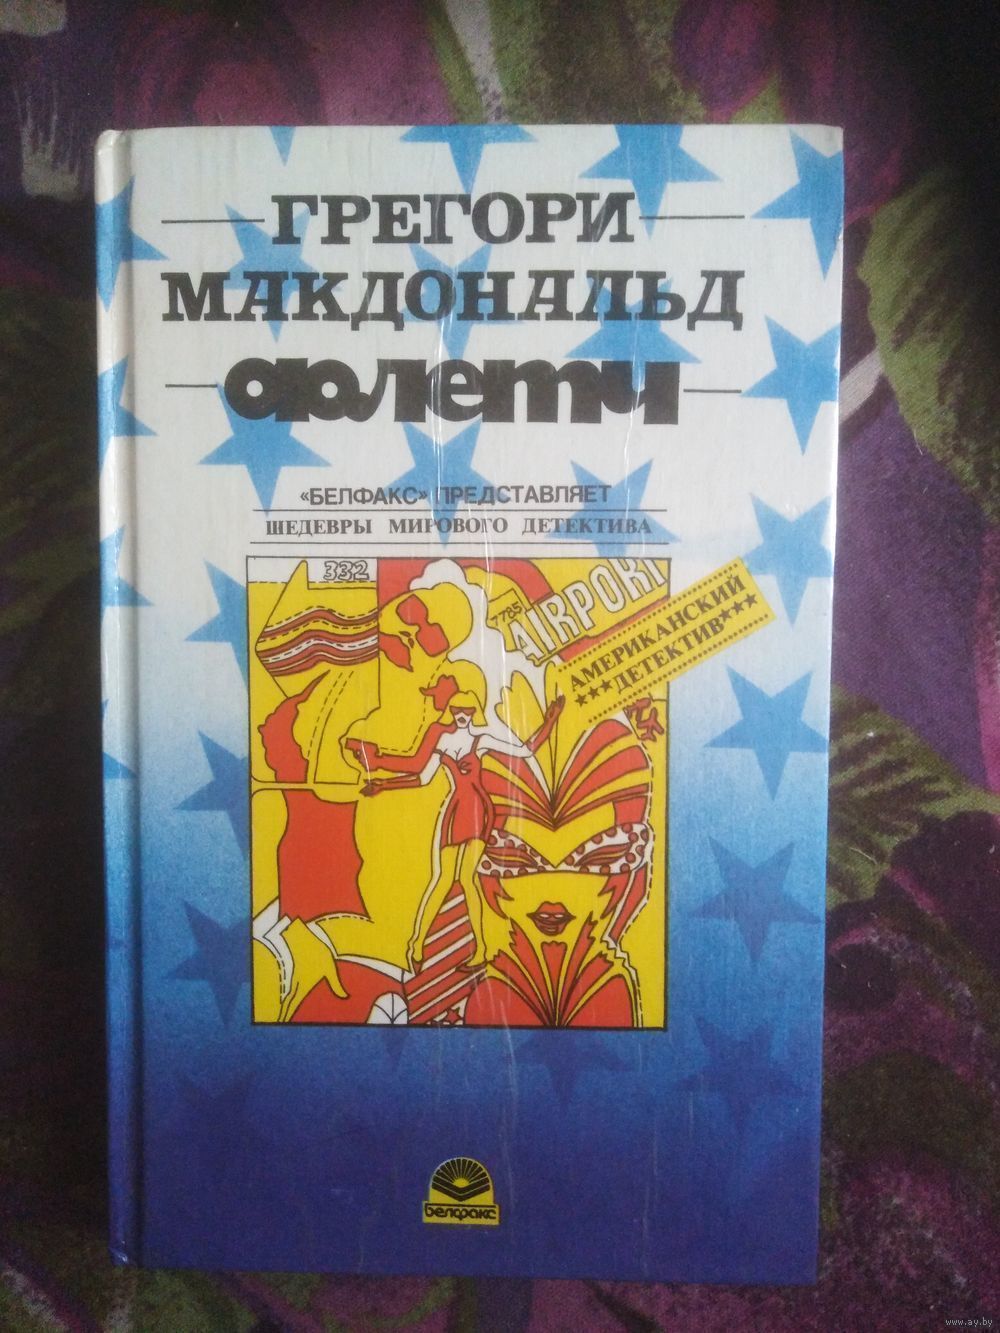 ГРЕГОРИ
МАКДОНАЛЬД
ФЛЕТЧ
«БЕЛФАКС» ПРЕДСТАВЛЯЕТ
ШЕДЕВРЫ МИРОВОГО ДЕТЕКТИВА
332
7785
AIRPORT
АМЕРИКАНСКИЙ
ДЕТЕКТИВ
белфакс
www.ay.by